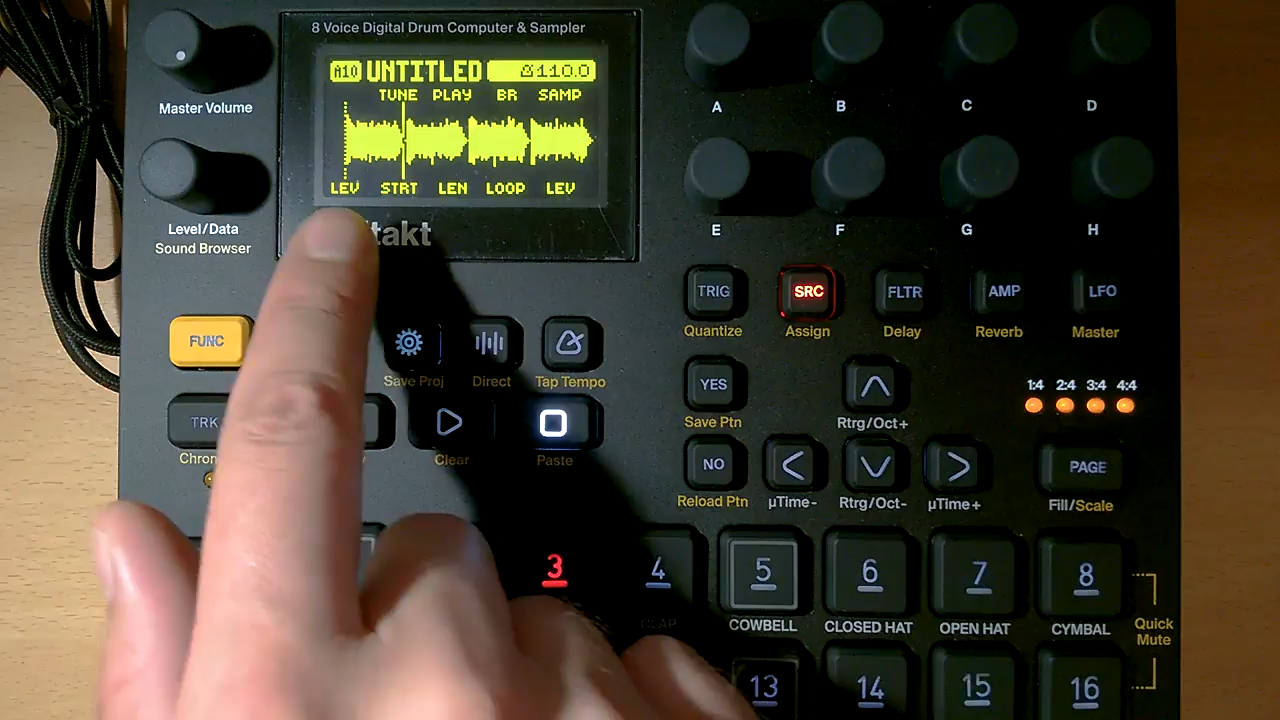 8 Voice Digital Drum Computer & Sampler
A10 UNTITLED 110.0
TUNE PLAY BR SAMP
LEV STRT LEN LOOP LEV
takt
Master Volume
Level/Data
Sound Browser
A B C D
E F G H
TRIG SRC FLTR AMP LFO
Quantize Assign Delay Reverb Master
FUNC
Save Proj Direct Tap Tempo
YES
Save Ptn
Rtrg/Oct+
1:4 2:4 3:4 4:4
TRK
Clear Paste
NO
PAGE
Reload Ptn µTime- Rtrg/Oct- µTime+ Fill/Scale
3 4 5 6 7 8
CLAP COWBELL CLOSED HAT OPEN HAT CYMBAL
Quick
Mute
13 14 15 16